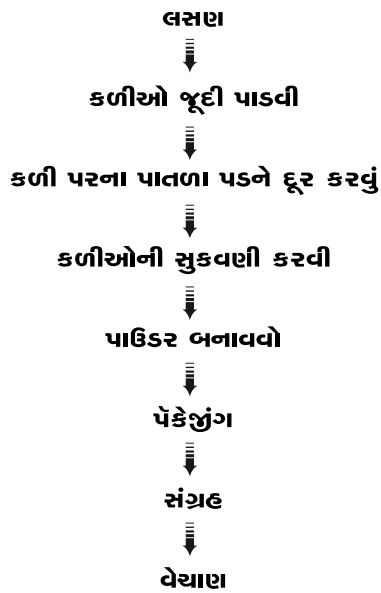 લસણ
કળીઓ જૂદી પાડવી
કળી પરના પાતળા પડને દૂર કરવું
કળીઓની સુકવણી કરવી
પાઉડર બનાવવો
પૅકેજીંગ
સંગ્રહ
વેચાણ